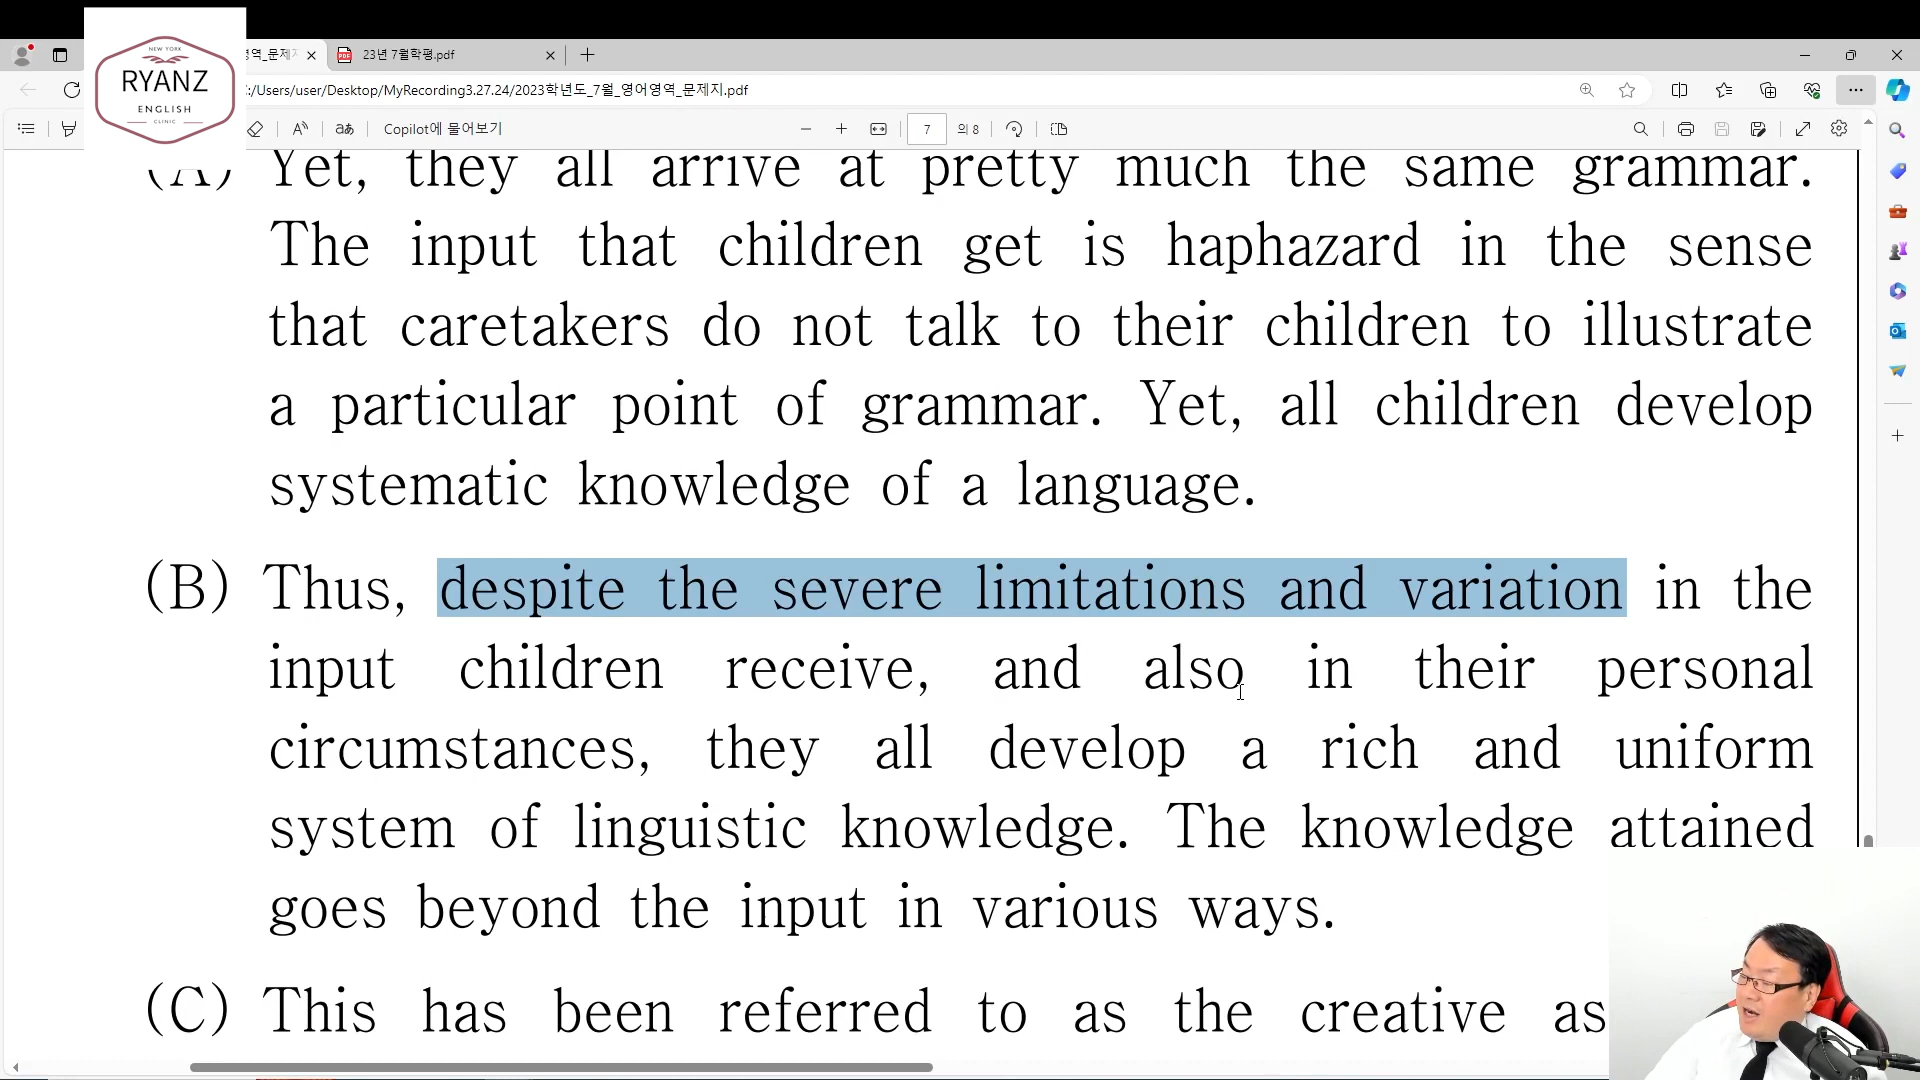 NEW YORK
RYANZ
ENGLISH
CLINIC
23년 7월학평.pdf
:/Users/user/Desktop/MyRecording3.27.24/2023학년도_7월_영어영역_문제지.pdf
Copilot에 물어보기
7 의 8
(A) Yet, they all arrive at pretty much the same grammar.
The input that children get is haphazard in the sense
that caretakers do not talk to their children to illustrate
a particular point of grammar. Yet, all children develop
systematic knowledge of a language.
(B) Thus, despite the severe limitations and variation in the
input children receive, and also in their personal
circumstances, they all develop a rich and uniform
system of linguistic knowledge. The knowledge attained
goes beyond the input in various ways.
(C) This has been referred to as the creative as